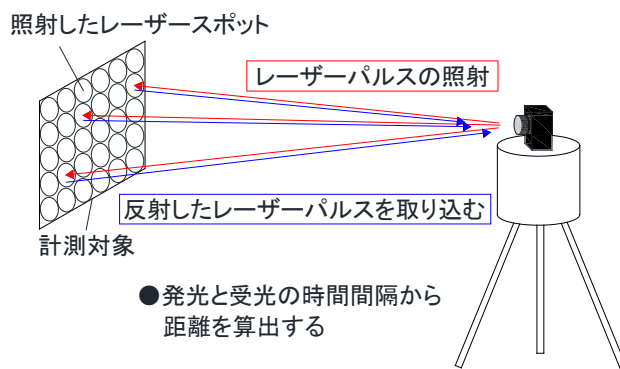 照射したレーザースポット
レーザーパルスの照射
反射したレーザーパルスを取り込む
計測対象
●発光と受光の時間間隔から
距離を算出する